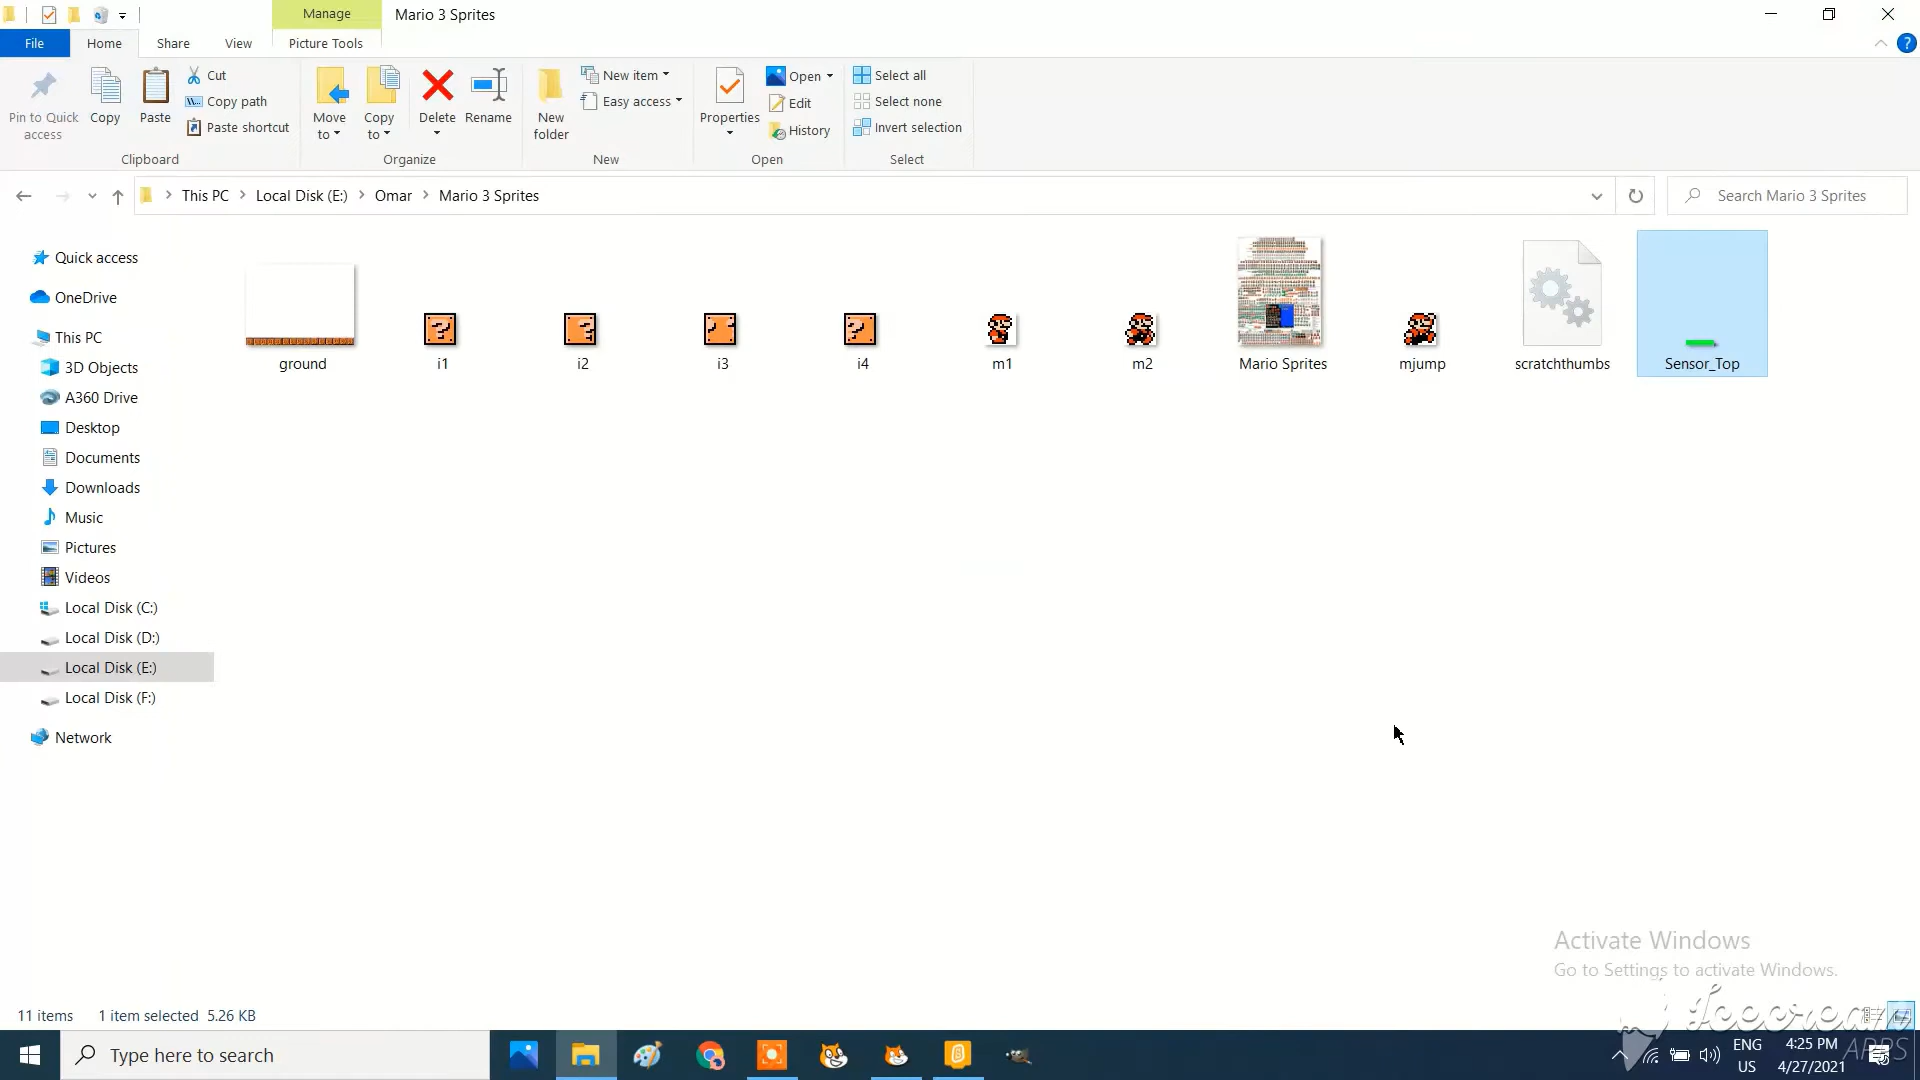 Manage
Mario 3 Sprites
File
Home
Share
View
Picture Tools
Pin to Quick access
Copy
Paste
Cut
Copy path
Paste shortcut
Clipboard
Move to
Copy to
Delete
Rename
Organize
New folder
New item
Easy access
New
Properties
Open
Edit
History
Open
Select all
Select none
Invert selection
Select
This PC
Local Disk (E:)
Omar
Mario 3 Sprites
Search Mario 3 Sprites
Quick access
OneDrive
This PC
3D Objects
A360 Drive
Desktop
Documents
Downloads
Music
Pictures
Videos
Local Disk (C:)
Local Disk (D:)
Local Disk (E:)
Local Disk (F:)
Network
ground
i1
i2
i3
i4
m1
m2
Mario Sprites
mjump
scratchthumbs
Sensor_Top
Activate Windows
Go to Settings to activate Windows.
11 items
1 item selected 5.26 KB
Icecream
APPS
Type here to search
ENG
US
4:25 PM
4/27/2021